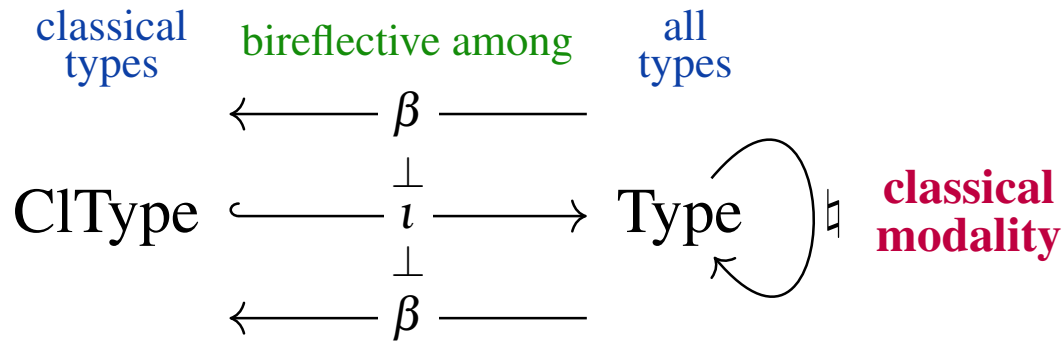 classical
types
bireflective among
all
types
β
⊥
ClType ι Type ♮ classical
modality
⊥
β